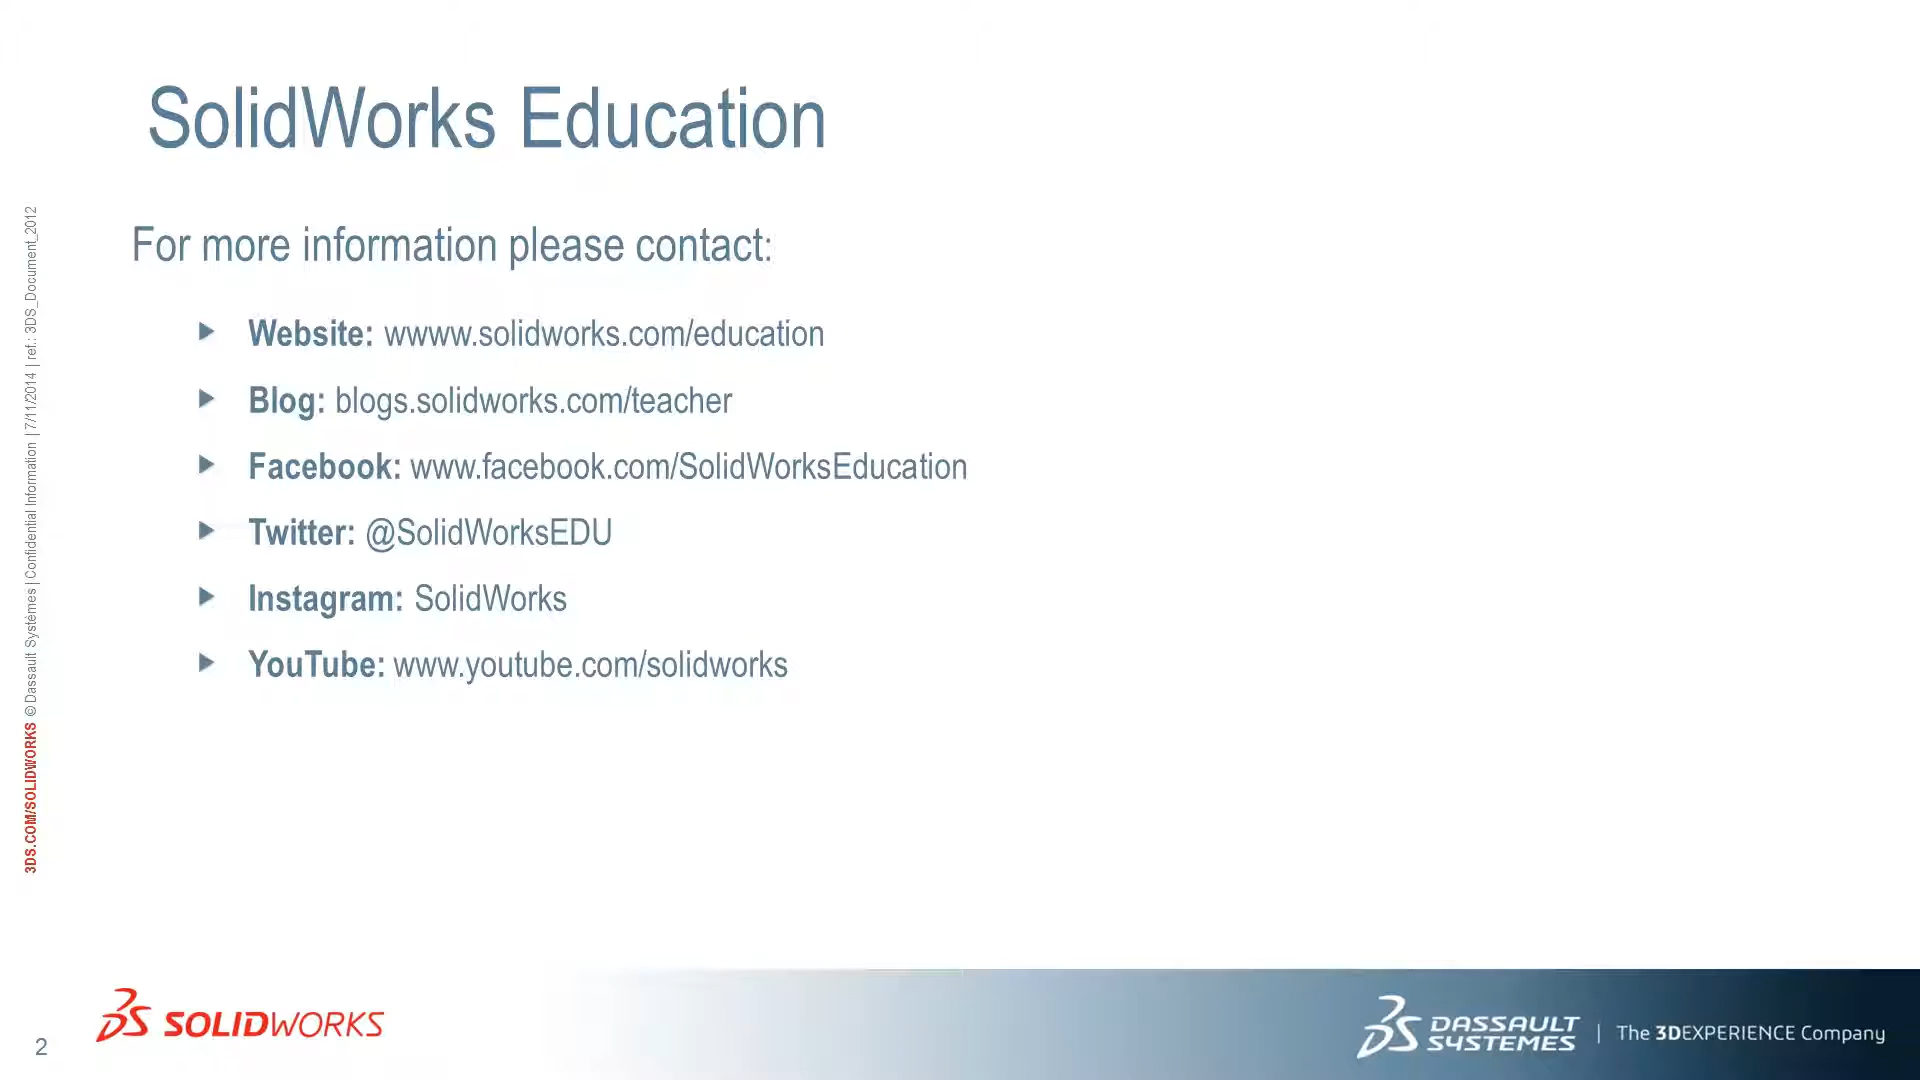 SolidWorks Education
For more information please contact:
Website: wwww.solidworks.com/education
Blog: blogs.solidworks.com/teacher
Facebook: www.facebook.com/SolidWorksEducation
Twitter: @SolidWorksEDU
Instagram: SolidWorks
YouTube: www.youtube.com/solidworks
3DS.COM/SOLIDWORKS © Dassault Systèmes | Confidential Information | 7/11/2014 | ref.: 3DS_Document_2012
2
3DS SOLIDWORKS
3DS DASSAULT SYSTEMES | The 3DEXPERIENCE Company